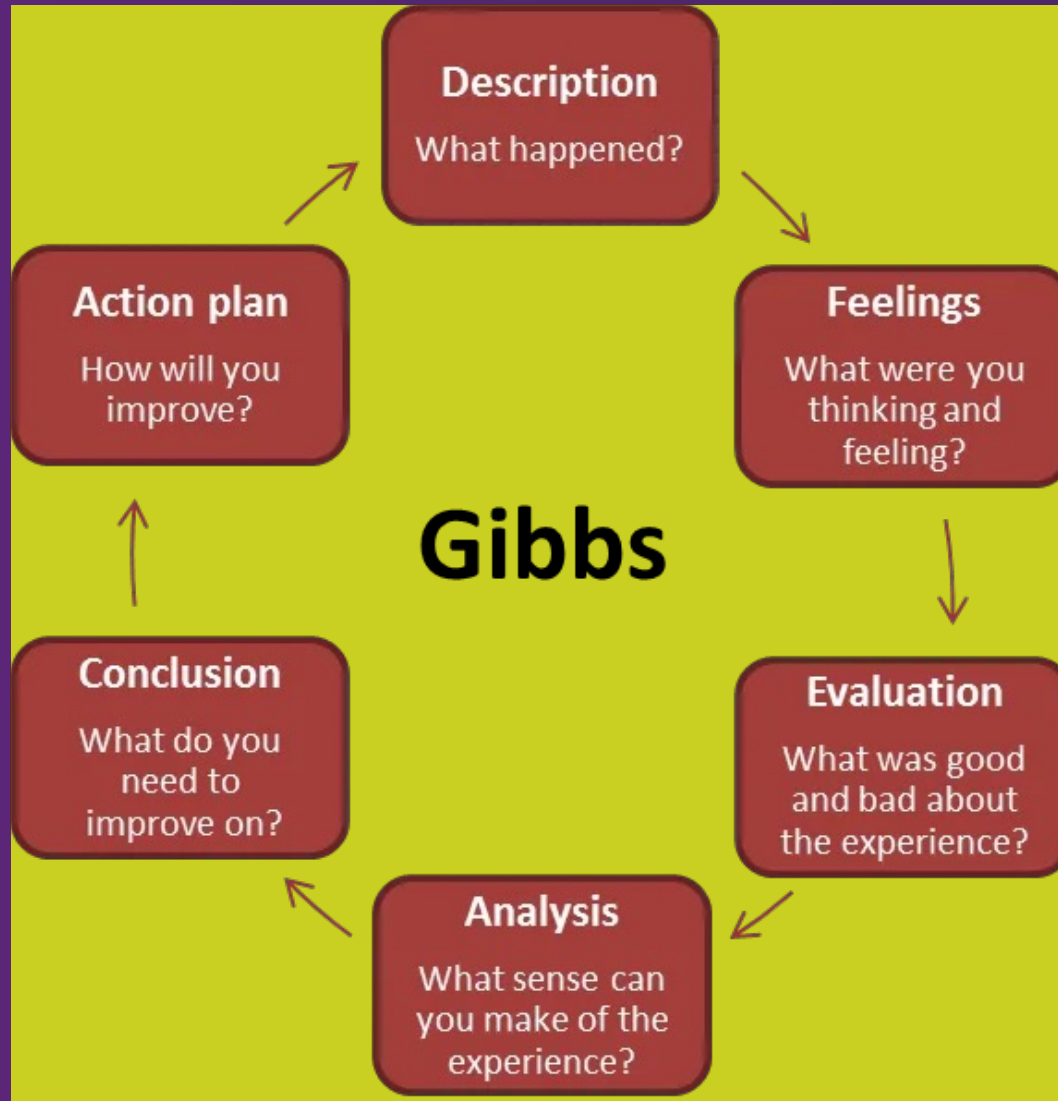 Description
What happened?
Feelings
What were you
thinking and
feeling?
Evaluation
What was good
and bad about
the experience?
Analysis
What sense can
you make of the
experience?
Conclusion
What do you
need to
improve on?
Action plan
How will you
improve?
Gibbs